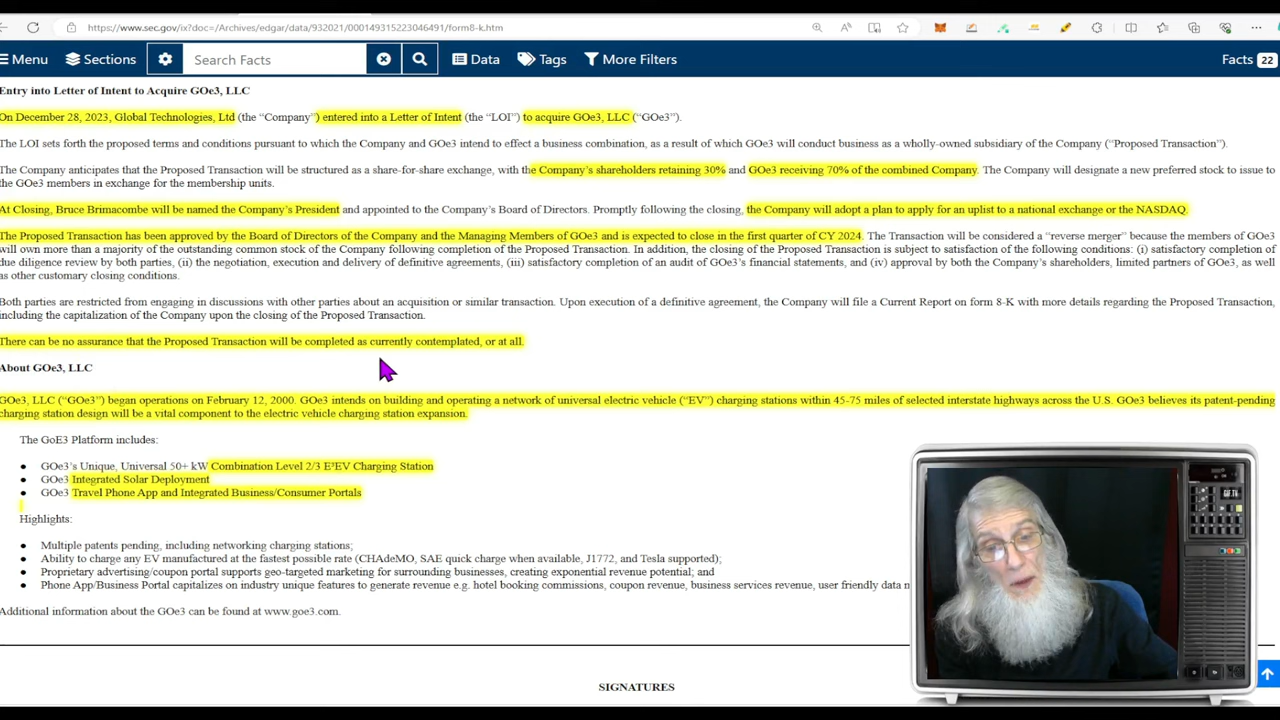 https://www.sec.gov/ix?doc=/Archives/edgar/data/932021/000149315223046491/form8-k.htm
Menu Sections Search Facts Data Tags More Filters Facts 22
Entry into Letter of Intent to Acquire GOe3, LLC
On December 28, 2023, Global Technologies, Ltd (the “Company”) entered into a Letter of Intent (the “LOI”) to acquire GOe3, LLC (“GOe3”).
The LOI sets forth the proposed terms and conditions pursuant to which the Company and GOe3 intend to effect a business combination, as a result of which GOe3 will conduct business as a wholly-owned subsidiary of the Company (“Proposed Transaction”).
The Company anticipates that the Proposed Transaction will be structured as a share-for-share exchange, with the Company’s shareholders retaining 30% and GOe3 receiving 70% of the combined Company. The Company will designate a new preferred stock to issue to
the GOe3 members in exchange for the membership units.
At Closing, Bruce Brimacombe will be named the Company’s President and appointed to the Company’s Board of Directors. Promptly following the closing, the Company will adopt a plan to apply for an uplist to a national exchange or the NASDAQ.
The Proposed Transaction has been approved by the Board of Directors of the Company and the Managing Members of GOe3 and is expected to close in the first quarter of CY 2024. The Transaction will be considered a “reverse merger” because the members of GOe3
will own more than a majority of the outstanding common stock of the Company following completion of the Proposed Transaction. In addition, the closing of the Proposed Transaction is subject to satisfaction of the following conditions: (i) satisfactory completion of
due diligence review by both parties, (ii) the negotiation, execution and delivery of definitive agreements, (iii) satisfactory completion of an audit of GOe3’s financial statements, and (iv) approval by both the Company’s shareholders, limited partners of GOe3, as well
as other customary closing conditions.
Both parties are restricted from engaging in discussions with other parties about an acquisition or similar transaction. Upon execution of a definitive agreement, the Company will file a Current Report on form 8-K with more details regarding the Proposed Transaction,
including the capitalization of the Company upon the closing of the Proposed Transaction.
There can be no assurance that the Proposed Transaction will be completed as currently contemplated, or at all.
About GOe3, LLC
GOe3, LLC (“GOe3”) began operations on February 12, 2000. GOe3 intends on building and operating a network of universal electric vehicle (“EV”) charging stations within 45-75 miles of selected interstate highways across the U.S. GOe3 believes its patent-pending
charging station design will be a vital component to the electric vehicle charging station expansion.
The GoE3 Platform includes:
● GOe3’s Unique, Universal 50+ kW Combination Level 2/3 E³EV Charging Station
● GOe3 Integrated Solar Deployment
● GOe3 Travel Phone App and Integrated Business/Consumer Portals
Highlights:
● Multiple patents pending, including networking charging stations;
● Ability to charge any EV manufactured at the fastest possible rate (CHAdeMO, SAE quick charge when available, J1772, and Tesla supported);
● Proprietary advertising/coupon portal supports geo-targeted marketing for surrounding businesses, creating exponential revenue potential; and
● Phone App/Business Portal capitalizes on industry unique features to generate revenue e.g. hotel booking commissions, coupon revenue, business services revenue, user friendly data
Additional information about the GOe3 can be found at www.goe3.com.
SIGNATURES